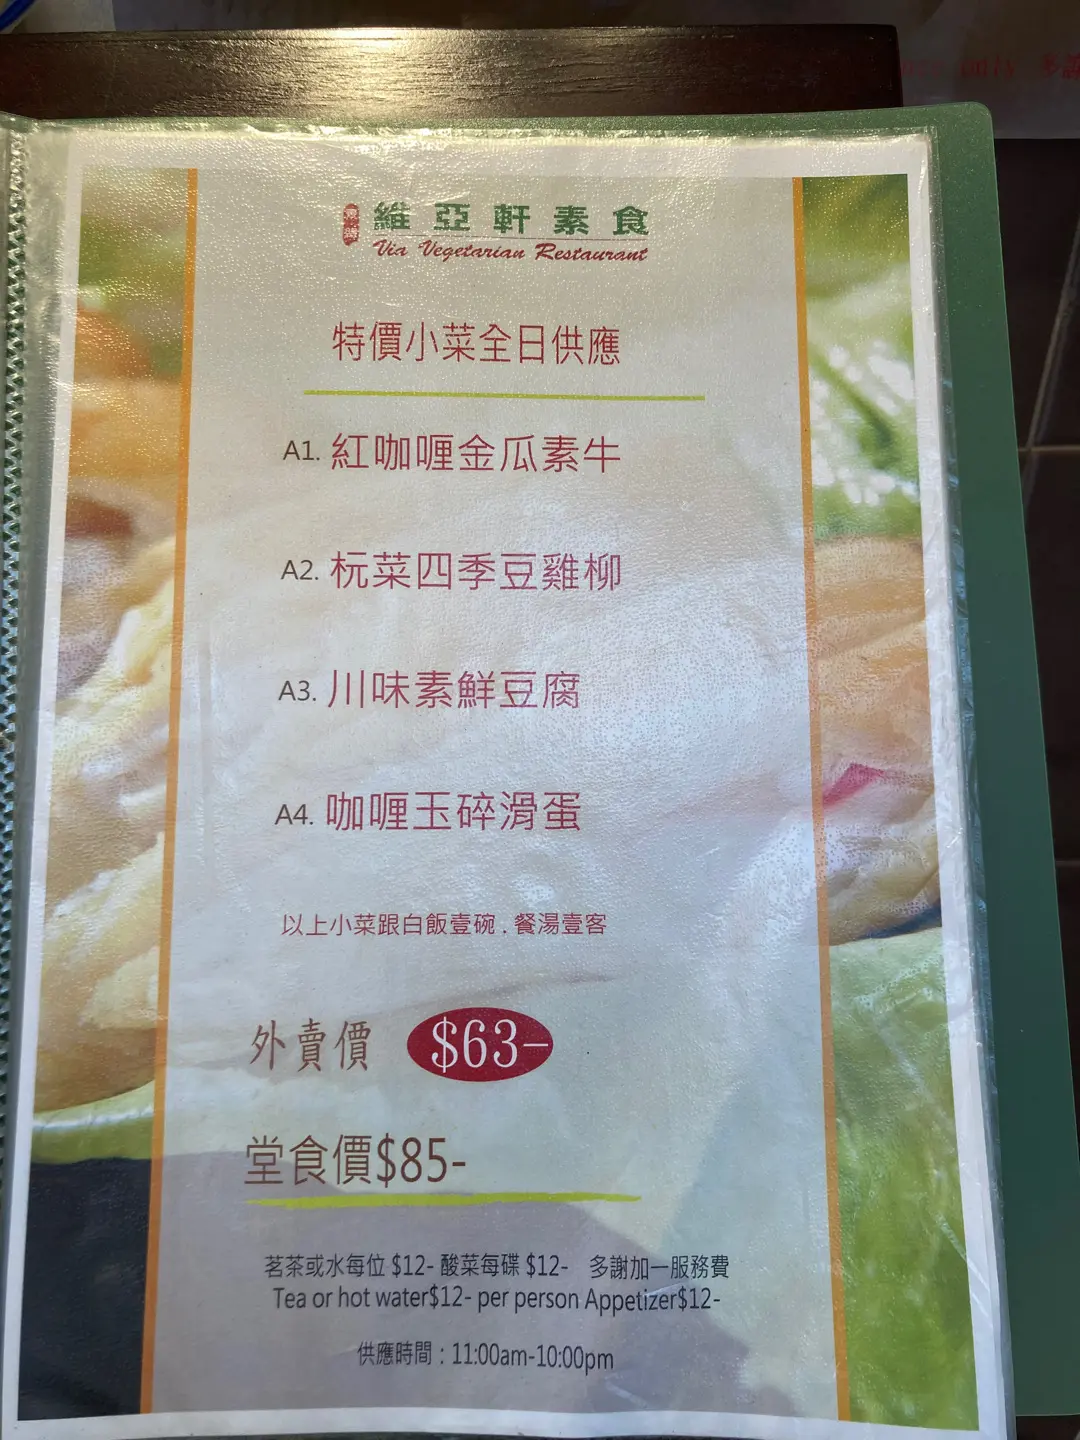 維亞軒素食
Via Vegetarian Restaurant
特價小菜全日供應
A1. 紅咖喱金瓜素牛
A2. 杬菜四季豆雞柳
A3. 川味素鮮豆腐
A4. 咖喱玉碎滑蛋
以上小菜跟白飯壹碗 . 餐湯壹客
外賣價 $63-
堂食價$85-
茗茶或水每位 $12- 酸菜每碟 $12- 多謝加一服務費
Tea or hot water$12- per person Appetizer$12-
供應時間 : 11:00am-10:00pm